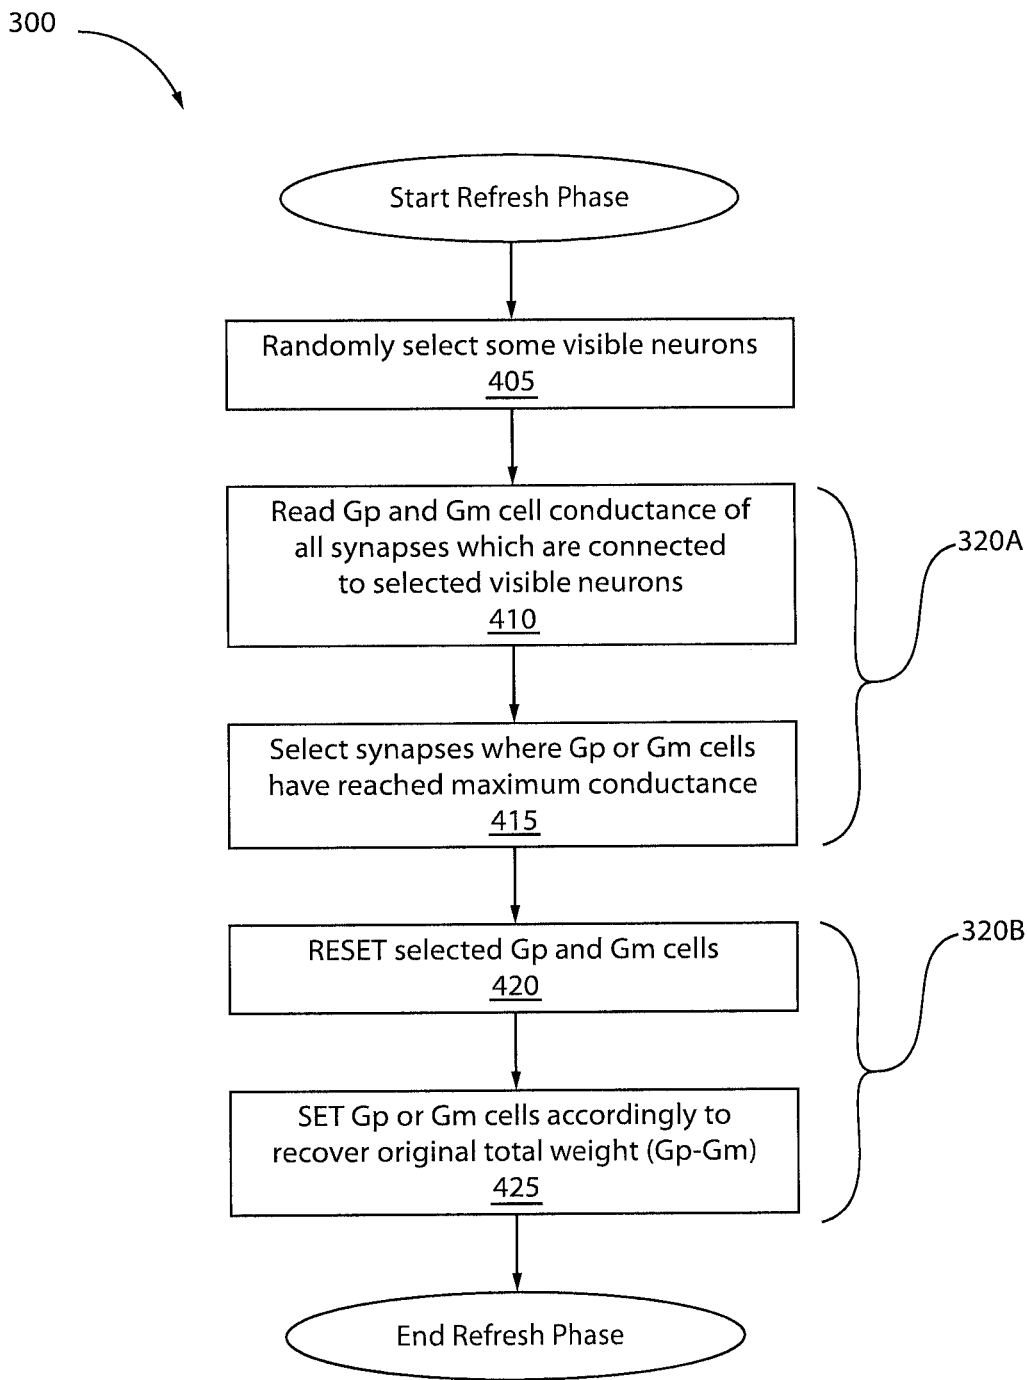 300
Start Refresh Phase
Randomly select some visible neurons
405
Read Gp and Gm cell conductance of
all synapses which are connected
to selected visible neurons
410
320A
Select synapses where Gp or Gm cells
have reached maximum conductance
415
RESET selected Gp and Gm cells
420
320B
SET Gp or Gm cells accordingly to
recover original total weight (Gp-Gm)
425
End Refresh Phase